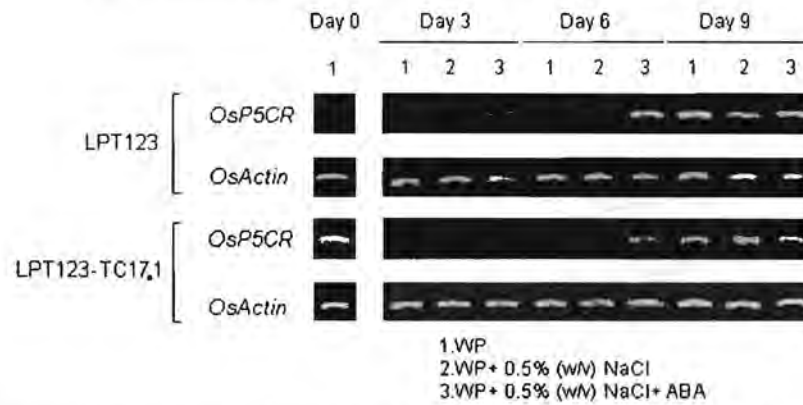 Day 0 Day 3 Day 6 Day 9
1 1 2 3 1 2 3 1 2 3
OsP5CR
LPT123
OsActin
OsP5CR
LPT123-TC17.1
OsActin
1.WP
2.WP+ 0.5% (w/v) NaCl
3.WP+ 0.5% (w/v) NaCl+ ABA